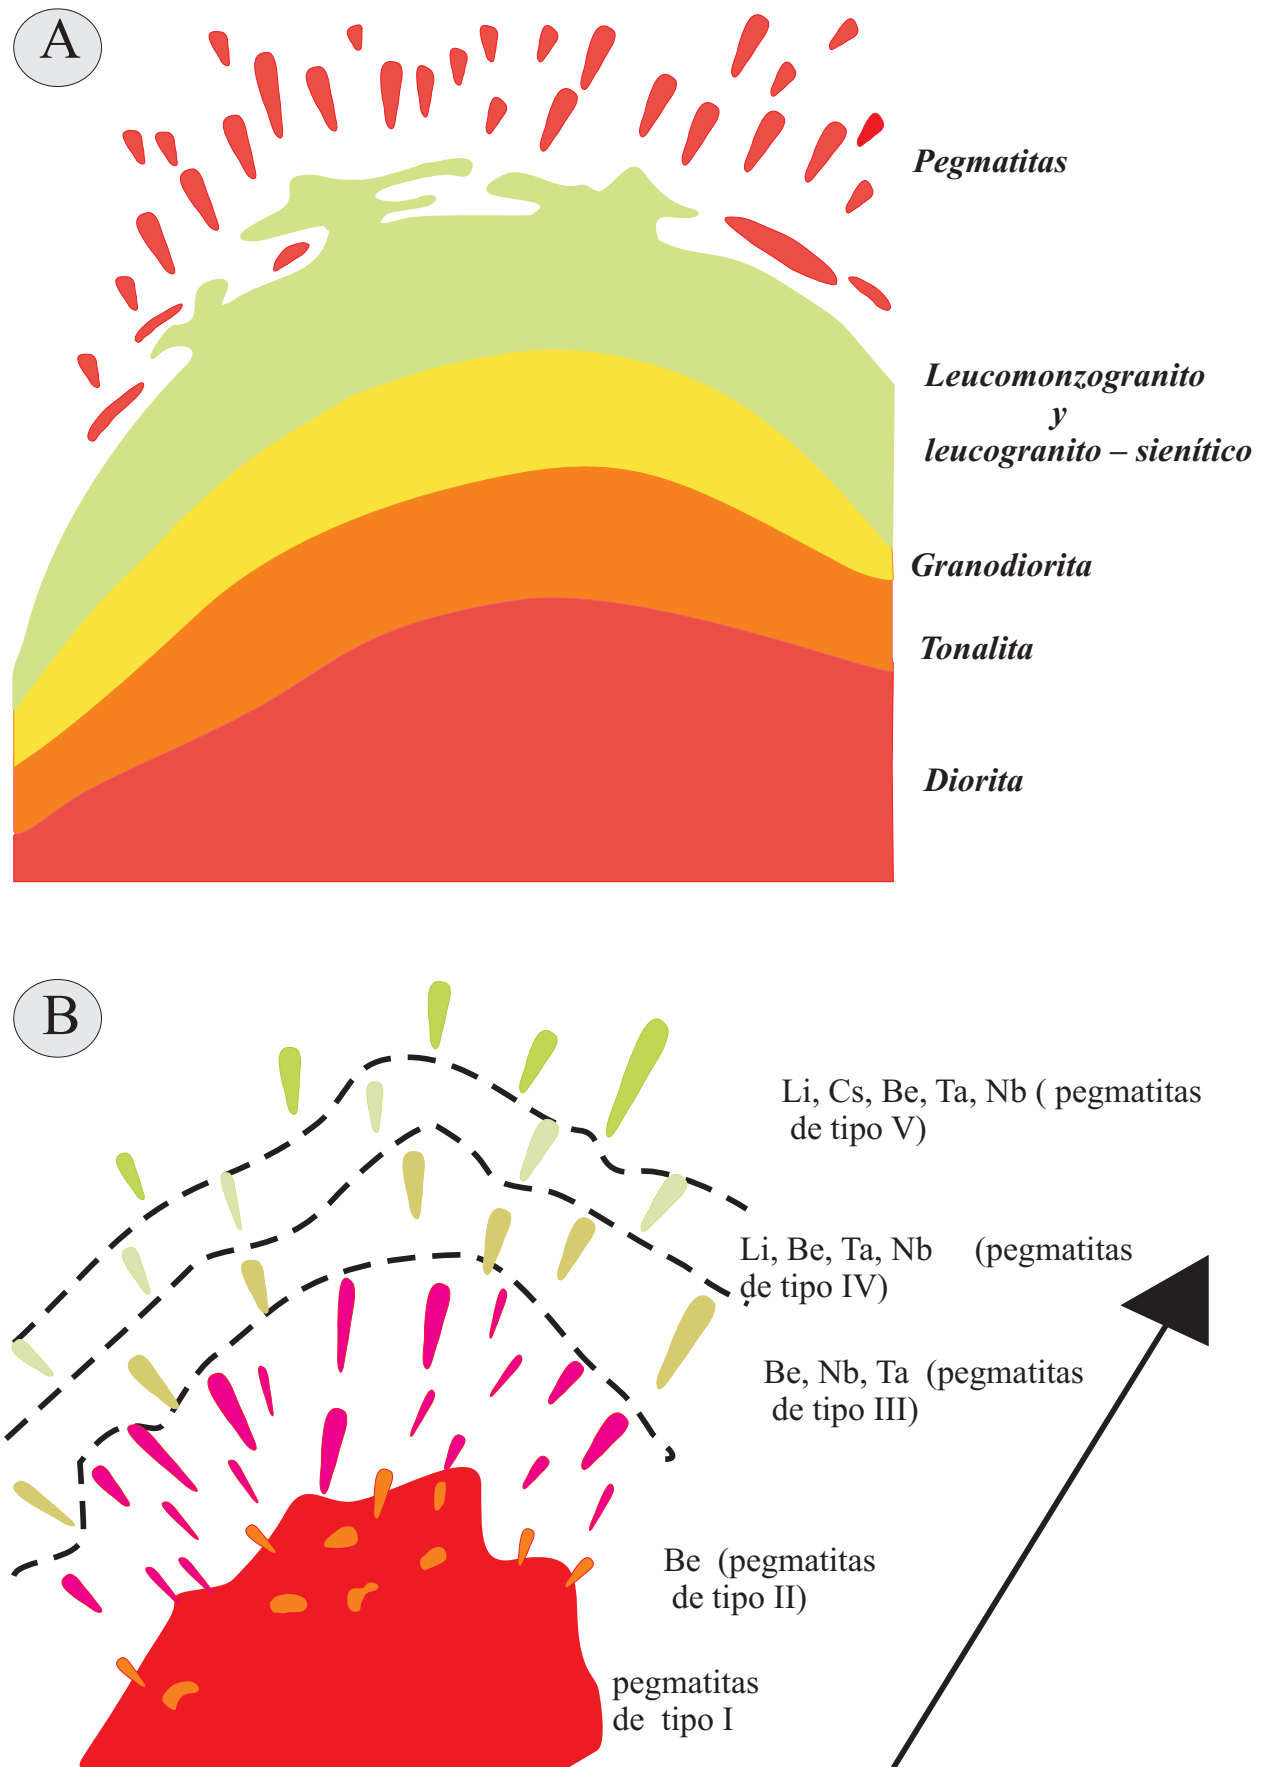 A
Pegmatitas
Leucomonzogranito
y
leucogranito – sienítico
Granodiorita
Tonalita
Diorita
B
Li, Cs, Be, Ta, Nb ( pegmatitas
de tipo V)
Li, Be, Ta, Nb (pegmatitas
de tipo IV)
Be, Nb, Ta (pegmatitas
de tipo III)
Be (pegmatitas
de tipo II)
pegmatitas
de tipo I